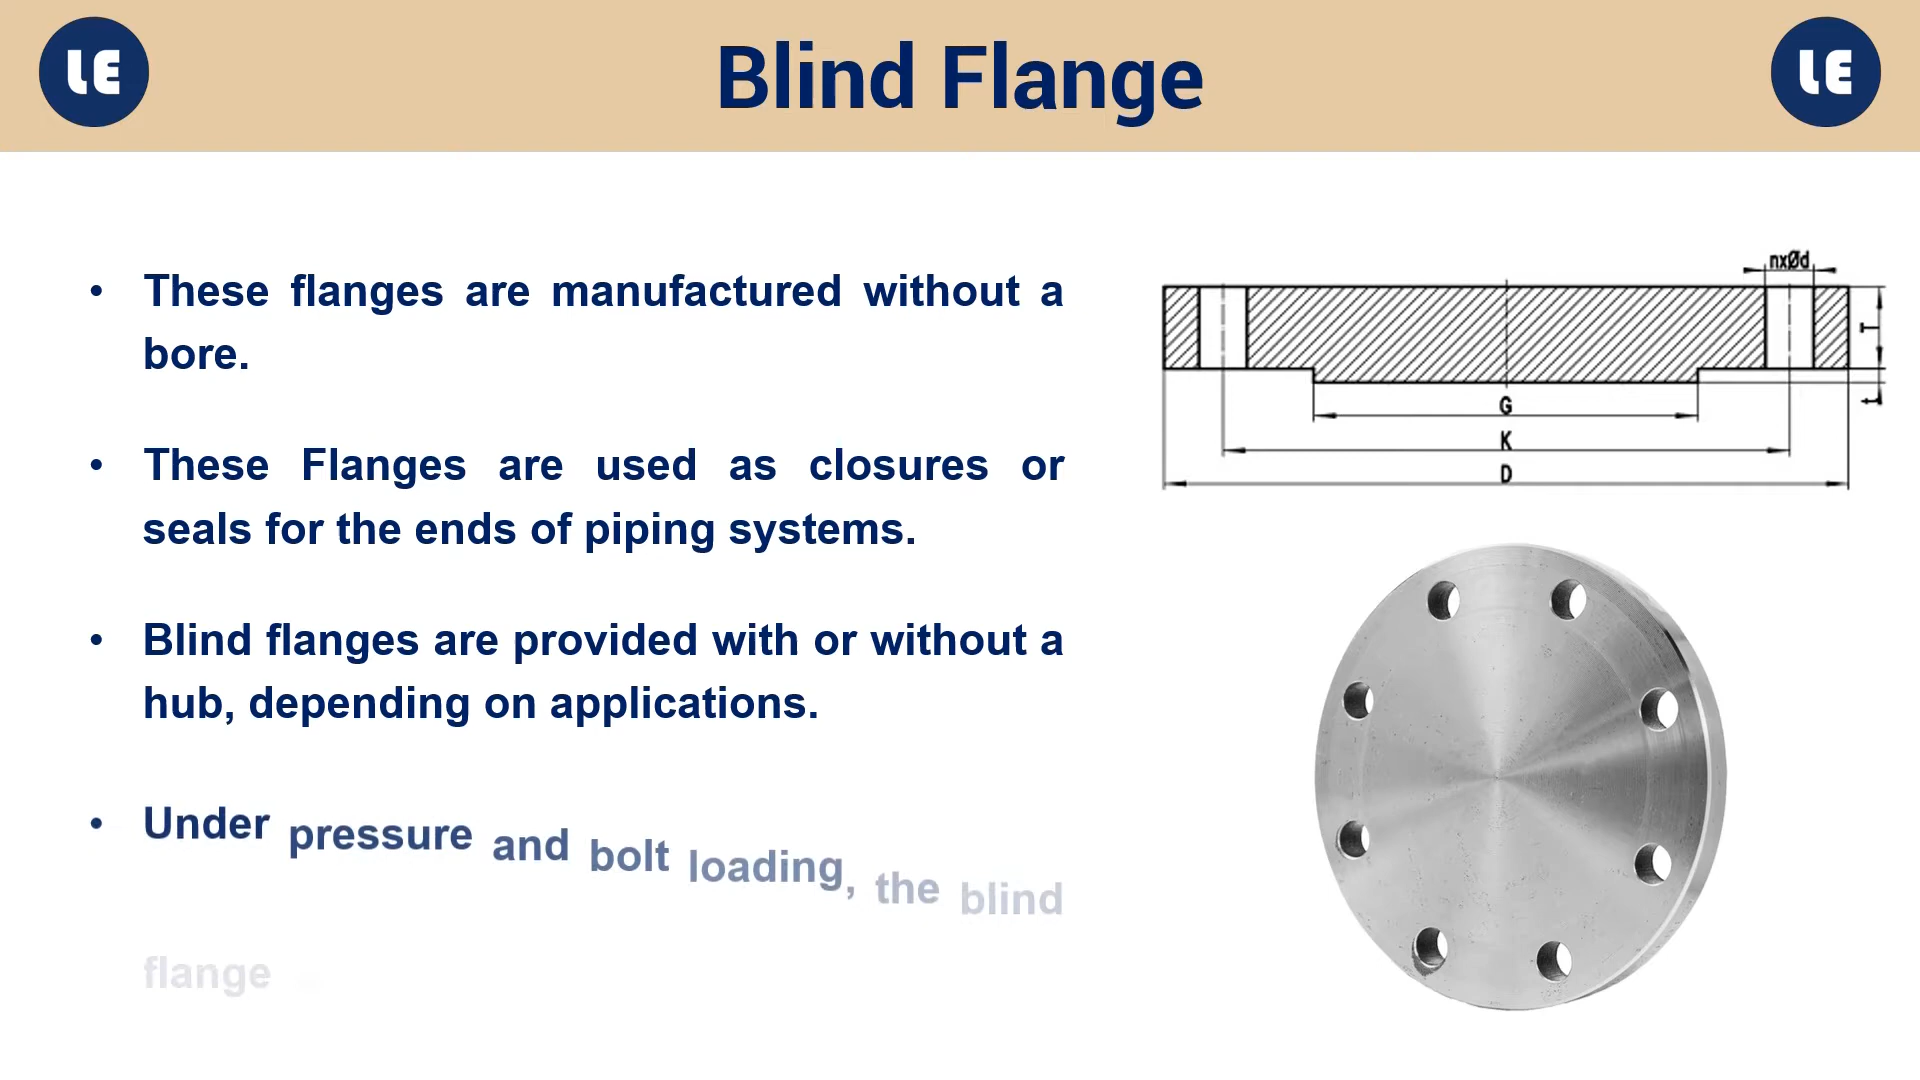 LE
Blind Flange
LE
• These flanges are manufactured without a
bore.
• These Flanges are used as closures or
seals for the ends of piping systems.
• Blind flanges are provided with or without a
hub, depending on applications.
• Under pressure and bolt loading, the blind
flange
nxØd
T
t
G
K
D